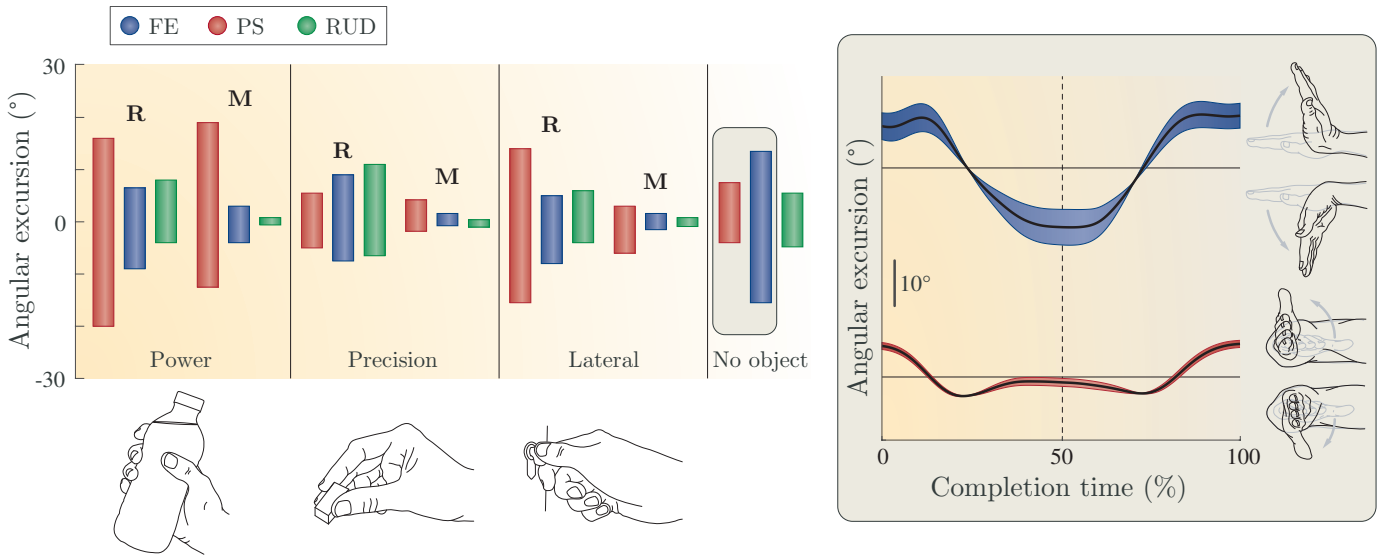 FE PS RUD
Angular excursion (°)
30
0
-30
R
M
R
M
R
M
Power
Precision
Lateral
No object
Angular excursion (°)
10°
0
50
100
Completion time (%)